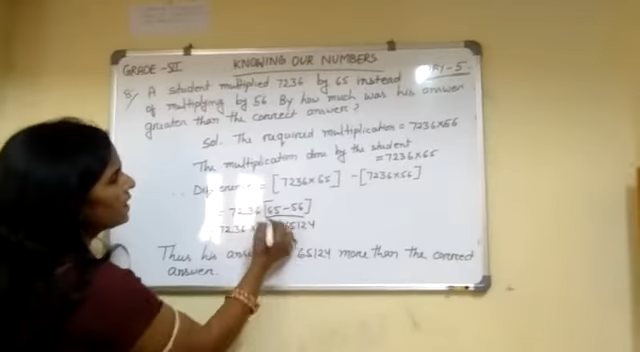 GRADE-VI KNOWING OUR NUMBERS DAY-5.
8/ A student multiplied 7236 by 65 instead
of multiplying by 56 By how much was his answer
greater than the correct answer?
Sol. The required multiplication = 7236×56
The multiplication done by the student
= 7236×65
∴ Difference = [7236×65] - [7236×56]
= 7236[65-56]
7236 65124
Thus his 65124 more than the correct
answer.